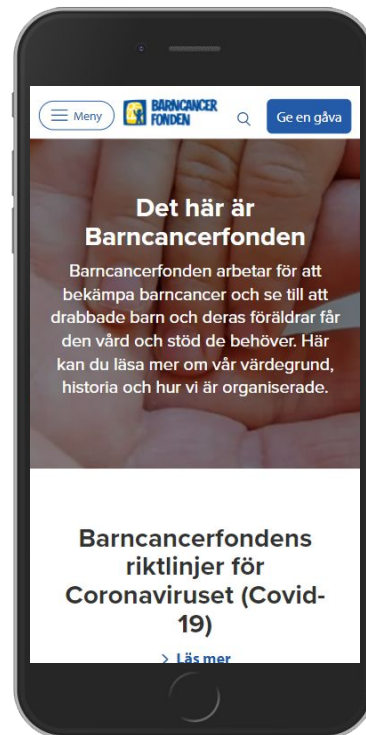 Meny
BARNCANCER
FONDEN
Ge en gåva
Det här är
Barncancerfonden
Barncancerfonden arbetar för att
bekämpa barncancer och se till att
drabbade barn och deras föräldrar får
den vård och stöd de behöver. Här
kan du läsa mer om vår värdegrund,
historia och hur vi är organiserade.
Barncancerfondens
riktlinjer för
Coronaviruset (Covid-
19)
> Läs mer